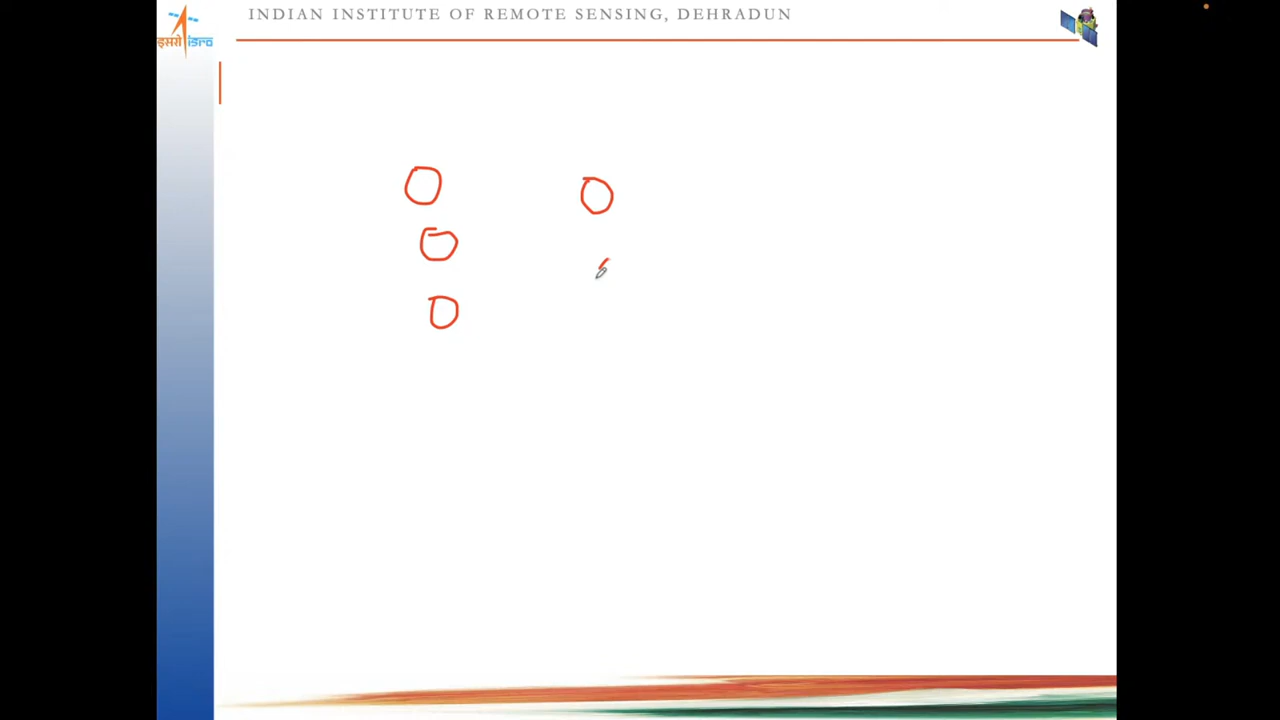 INDIAN INSTITUTE OF REMOTE SENSING, DEHRADUN
इसरो isro